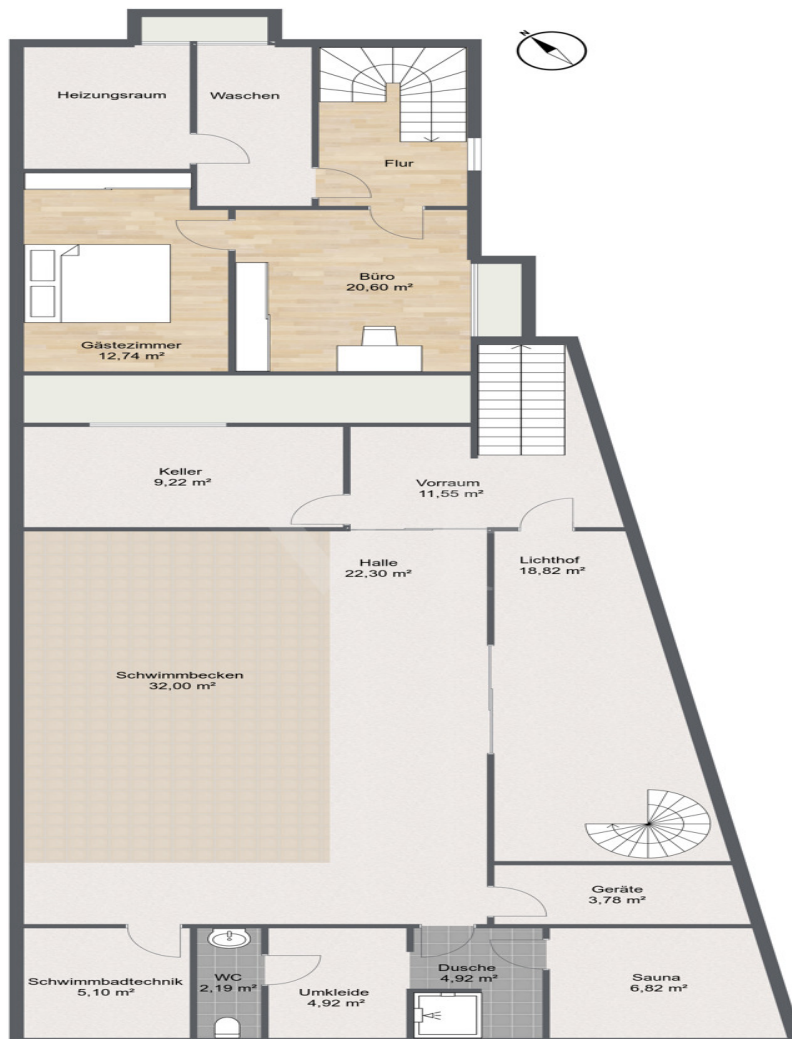 N
Heizungsraum
Waschen
Flur
Büro
20,60 m²
Gästezimmer
12,74 m²
Keller
9,22 m²
Vorraum
11,55 m²
Halle
22,30 m²
Lichthof
18,82 m²
Schwimmbecken
32,00 m²
Geräte
3,78 m²
Schwimmbadtechnik
5,10 m²
WC
2,19 m²
Umkleide
4,92 m²
Dusche
4,92 m²
Sauna
6,82 m²